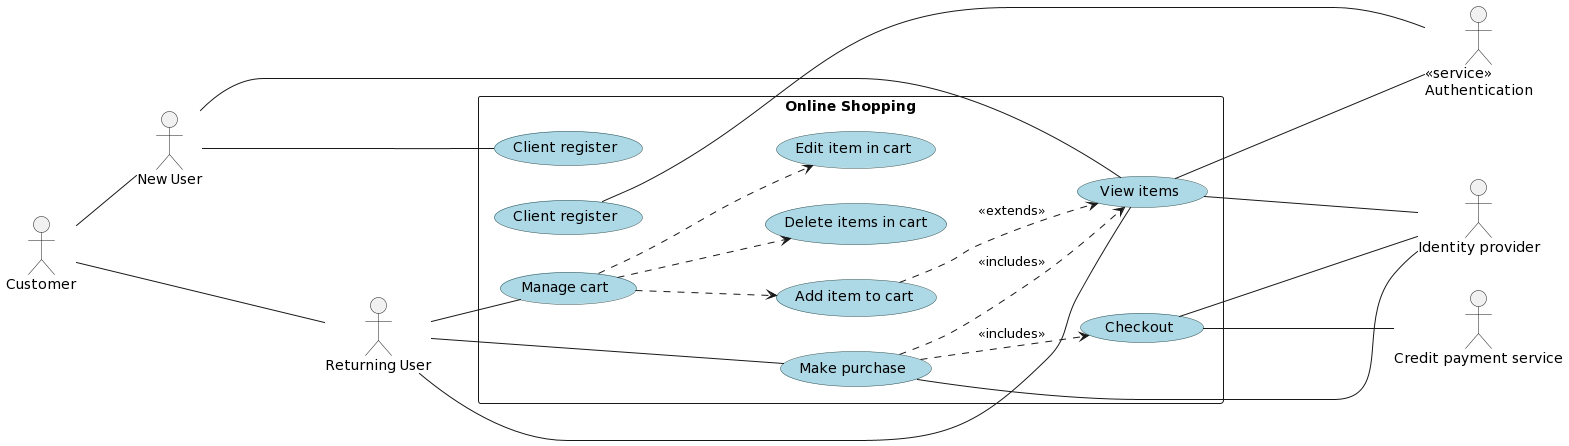 «service»
Authentication
Online Shopping
New User
Client register
Edit item in cart
View items
Client register
«extends»
Delete items in cart
Identity provider
«includes»
Customer
Manage cart
Add item to cart
Returning User
«includes»
Checkout
Credit payment service
Make purchase